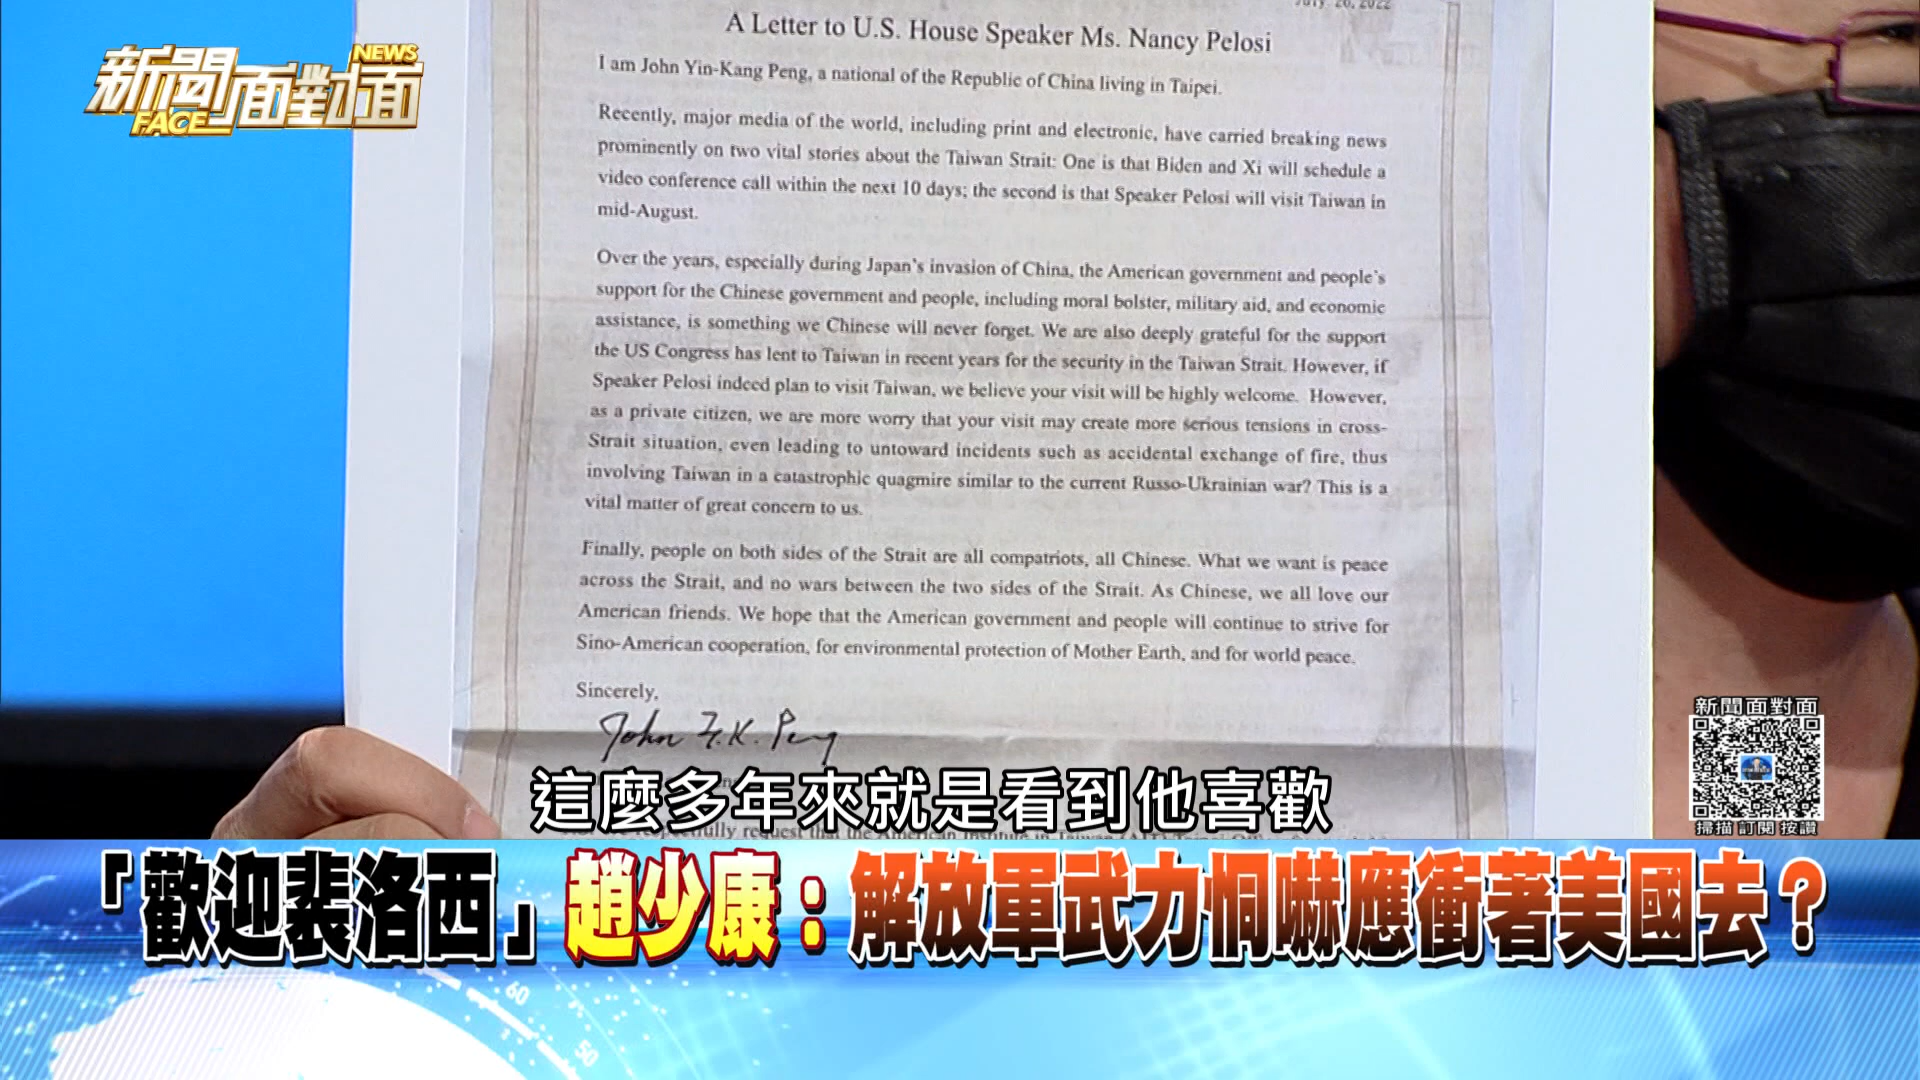 July 26, 2022
A Letter to U.S. House Speaker Ms. Nancy Pelosi
新聞面對面
NEWS
FACE
I am John Yin-Kang Peng, a national of the Republic of China living in Taipei.
Recently, major media of the world, including print and electronic, have carried breaking news
prominently on two vital stories about the Taiwan Strait: One is that Biden and Xi will schedule a
video conference call within the next 10 days; the second is that Speaker Pelosi will visit Taiwan in
mid-August.
Over the years, especially during Japan's invasion of China, the American government and people's
support for the Chinese government and people, including moral bolster, military aid, and economic
assistance, is something we Chinese will never forget. We are also deeply grateful for the support
the US Congress has lent to Taiwan in recent years for the security in the Taiwan Strait. However, if
Speaker Pelosi indeed plan to visit Taiwan, we believe your visit will be highly welcome. However,
as a private citizen, we are more worry that your visit may create more serious tensions in cross-
Strait situation, even leading to untoward incidents such as accidental exchange of fire, thus
involving Taiwan in a catastrophic quagmire similar to the current Russo-Ukrainian war? This is a
vital matter of great concern to us.
Finally, people on both sides of the Strait are all compatriots, all Chinese. What we want is peace
across the Strait, and no wars between the two sides of the Strait. As Chinese, we all love our
American friends. We hope that the American government and people will continue to strive for
Sino-American cooperation, for environmental protection of Mother Earth, and for world peace.
Sincerely,
John Y.K. Peng
新聞面對面
這麼多年來就是看到他喜歡
request that the American Institute in Taiwan (AIT)
掃描訂閱按讚
「歡迎裴洛西」趙少康：解放軍武力恫嚇應衝著美國去？
60
50